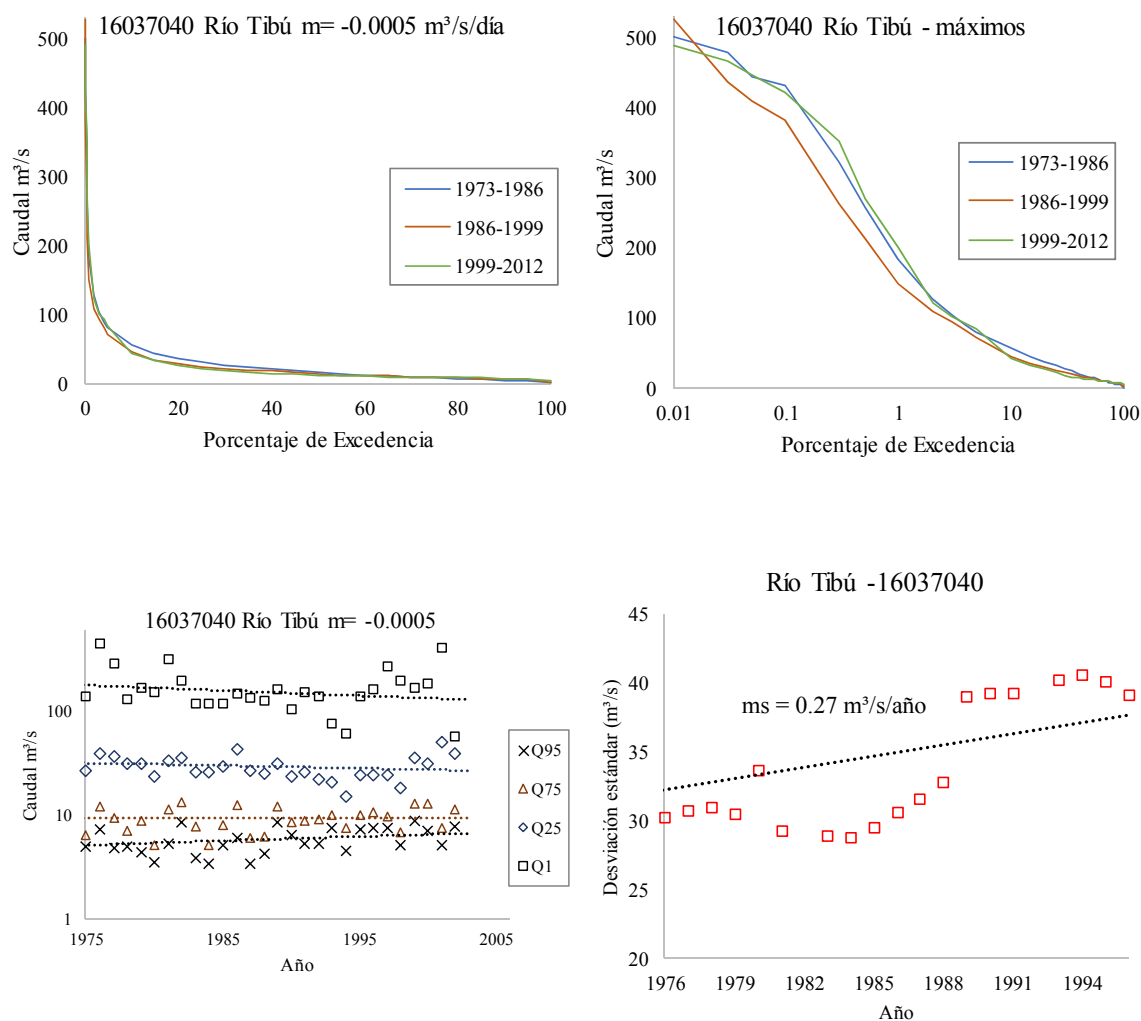 16037040 Río Tibú m= -0.0005 m³/s/día
500
400
300
200
100
0
Caudal m³/s
0 20 40 60 80 100
Porcentaje de Excedencia
1973-1986
1986-1999
1999-2012
16037040 Río Tibú - máximos
500
400
300
200
100
0
Caudal m³/s
0.01 0.1 1 10 100
Porcentaje de Excedencia
1973-1986
1986-1999
1999-2012
16037040 Río Tibú m= -0.0005
100
10
1
Caudal m³/s
1975 1985 1995 2005
Año
Q95
Q75
Q25
Q1
Río Tibú -16037040
45
40
35
30
25
20
Desviación estándar (m³/s)
ms = 0.27 m³/s/año
1976 1979 1982 1985 1988 1991 1994
Año